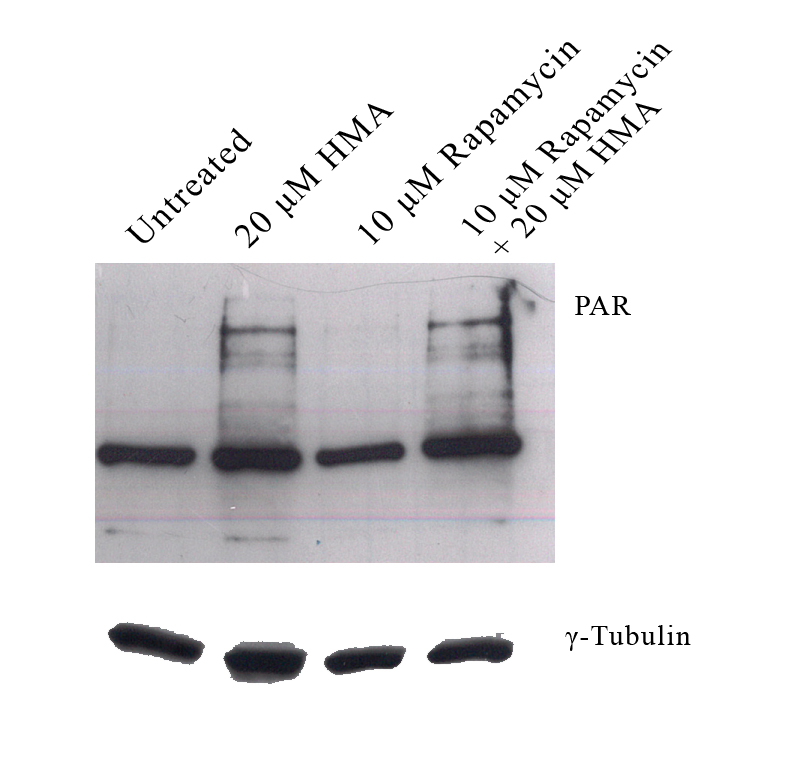 Untreated
20 μM HMA
10 μM Rapamycin
10 μM Rapamycin
+ 20 μM HMA
PAR
γ-Tubulin